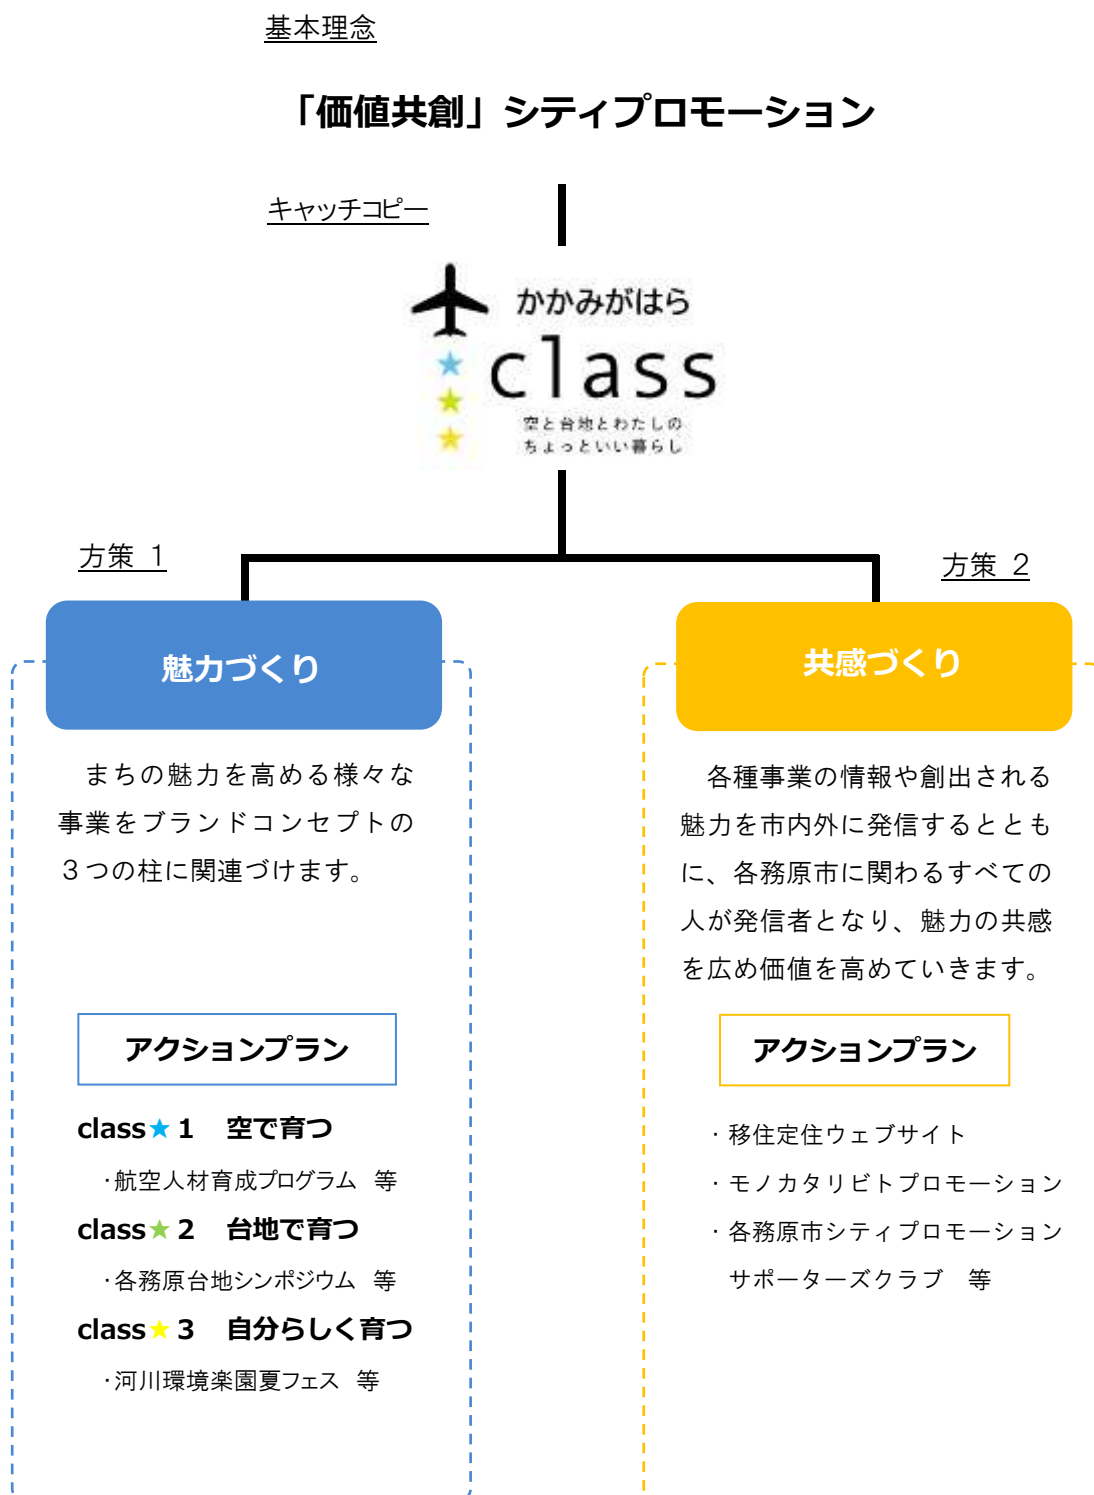 基本理念
「価値共創」シティプロモーション
キャッチコピー
かかみがはら
class
空と台地とわたしの
ちょっといい暮らし
方策 1
魅力づくり
まちの魅力を高める様々な
事業をブランドコンセプトの
３つの柱に関連づけます。
アクションプラン
class★1　空で育つ
・航空人材育成プログラム 等
class★2　台地で育つ
・各務原台地シンポジウム 等
class★3　自分らしく育つ
・河川環境楽園夏フェス 等
方策 2
共感づくり
各種事業の情報や創出される
魅力を市内外に発信するととも
に、各務原市に関わるすべての
人が発信者となり、魅力の共感
を広め価値を高めていきます。
アクションプラン
・移住定住ウェブサイト
・モノカタリビトプロモーション
・各務原市シティプロモーション
サポーターズクラブ 等